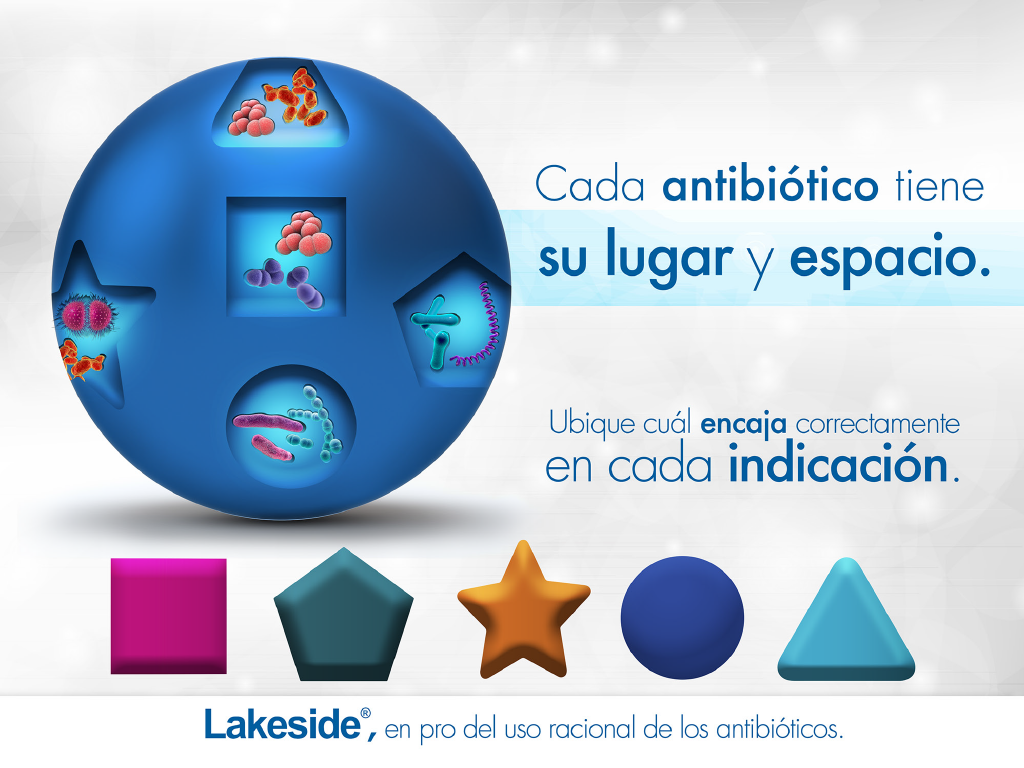 Cada antibiótico tiene
su lugar y espacio.
Ubique cuál encaja correctamente
en cada indicación.
Lakeside®, en pro del uso racional de los antibióticos.